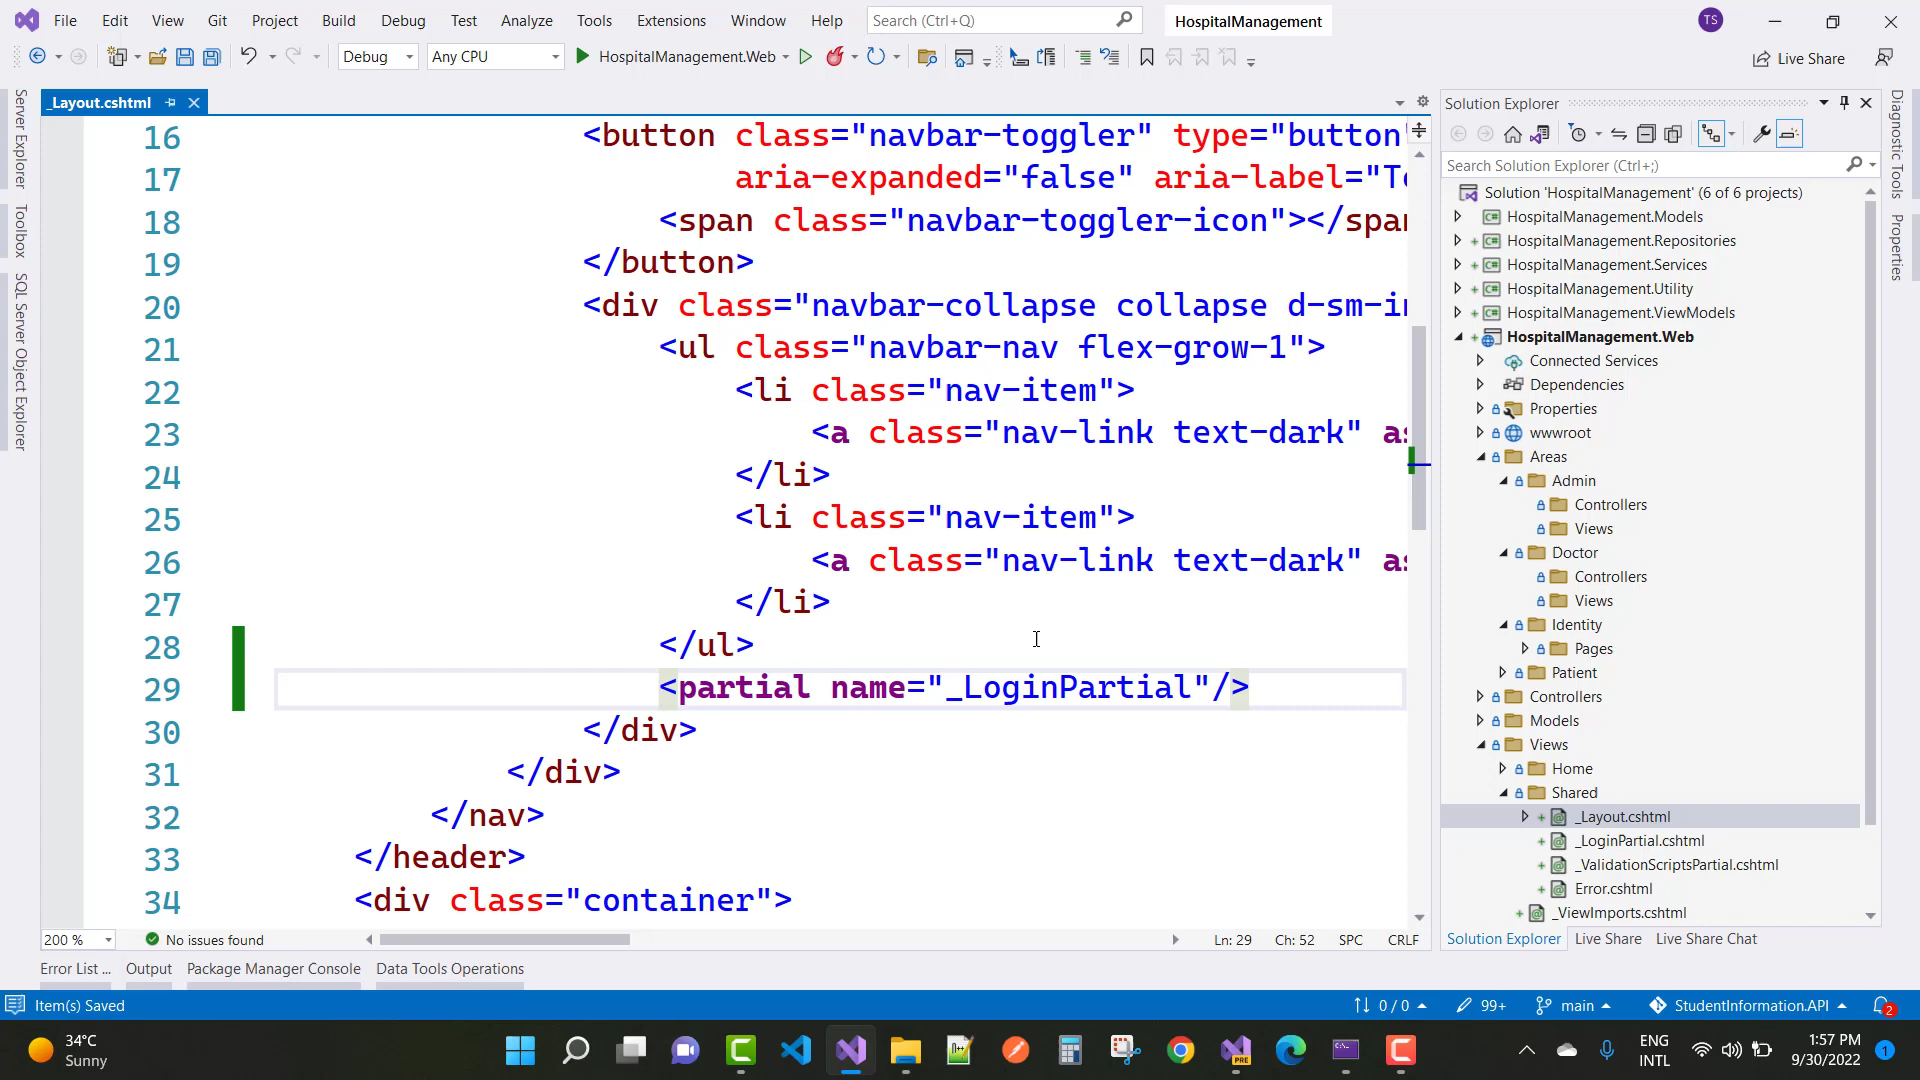 File Edit View Git Project Build Debug Test Analyze Tools Extensions Window Help Search (Ctrl+Q) HospitalManagement TS
Debug Any CPU HospitalManagement.Web Live Share
_Layout.cshtml
16 <button class="navbar-toggler" type="button"
17 aria-expanded="false" aria-label="To
18 <span class="navbar-toggler-icon"></span
19 </button>
20 <div class="navbar-collapse collapse d-sm-in
21 <ul class="navbar-nav flex-grow-1">
22 <li class="nav-item">
23 <a class="nav-link text-dark" as
24 </li>
25 <li class="nav-item">
26 <a class="nav-link text-dark" as
27 </li>
28 </ul>
29 <partial name="_LoginPartial"/>
30 </div>
31 </div>
32 </nav>
33 </header>
34 <div class="container">
200 % No issues found Ln: 29 Ch: 52 SPC CRLF
Server Explorer
Toolbox
SQL Server Object Explorer
Solution Explorer
Search Solution Explorer (Ctrl+;)
Solution 'HospitalManagement' (6 of 6 projects)
HospitalManagement.Models
HospitalManagement.Repositories
HospitalManagement.Services
HospitalManagement.Utility
HospitalManagement.ViewModels
HospitalManagement.Web
Connected Services
Dependencies
Properties
wwwroot
Areas
Admin
Controllers
Views
Doctor
Controllers
Views
Identity
Pages
Patient
Controllers
Models
Views
Home
Shared
_Layout.cshtml
_LoginPartial.cshtml
_ValidationScriptsPartial.cshtml
Error.cshtml
_ViewImports.cshtml
Solution Explorer Live Share Live Share Chat
Diagnostic Tools
Properties
Error List ... Output Package Manager Console Data Tools Operations
Item(s) Saved 0 / 0 99+ main StudentInformation.API 2
34°C
Sunny
PRE
ENG
INTL
1:57 PM
9/30/2022
1